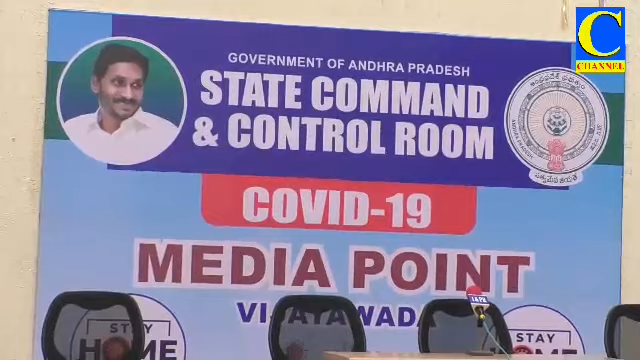 C
CHANNEL
GOVERNMENT OF ANDHRA PRADESH
STATE COMMAND
& CONTROL ROOM
COVID-19
MEDIA POINT
STAY
STAY